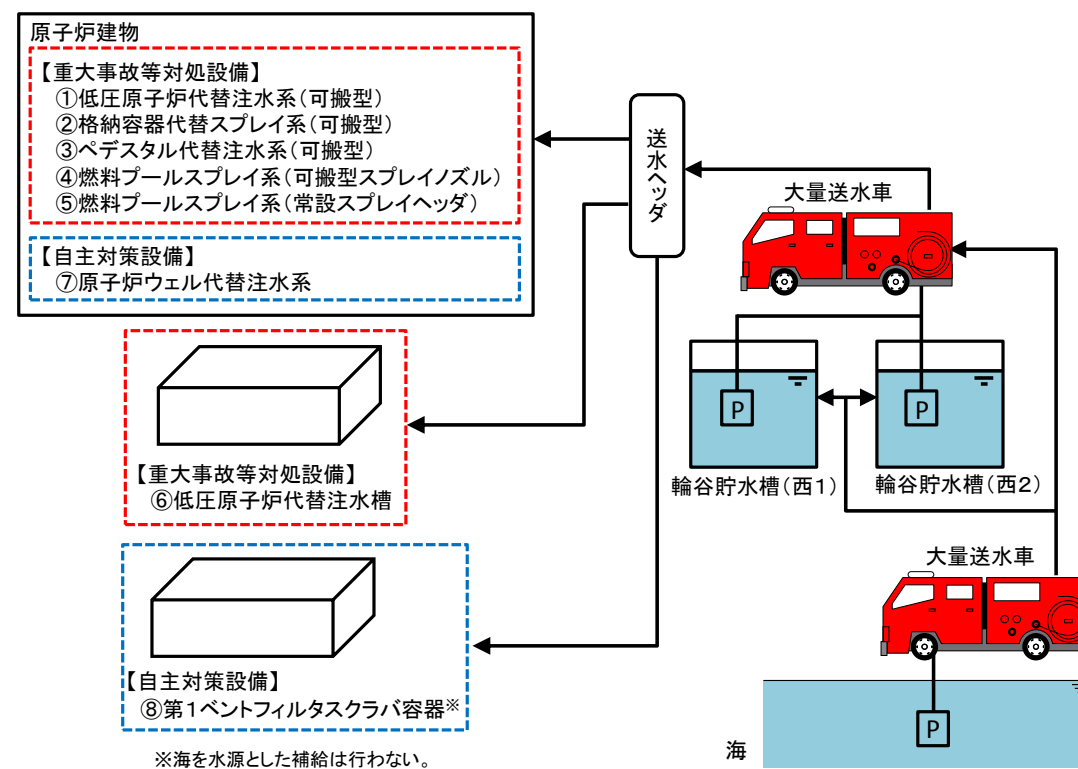 原子炉建物
【重大事故等対処設備】
①低圧原子炉代替注水系(可搬型)
②格納容器代替スプレイ系(可搬型)
③ペデスタル代替注水系(可搬型)
④燃料プールスプレイ系(可搬型スプレイノズル)
⑤燃料プールスプレイ系(常設スプレイヘッダ)
【自主対策設備】
⑦原子炉ウェル代替注水系
送水ヘッダ
大量送水車
P
P
輪谷貯水槽(西1)
輪谷貯水槽(西2)
【重大事故等対処設備】
⑥低圧原子炉代替注水槽
大量送水車
【自主対策設備】
⑧第1ベントフィルタスクラバ容器※
P
海
※海を水源とした補給は行わない。